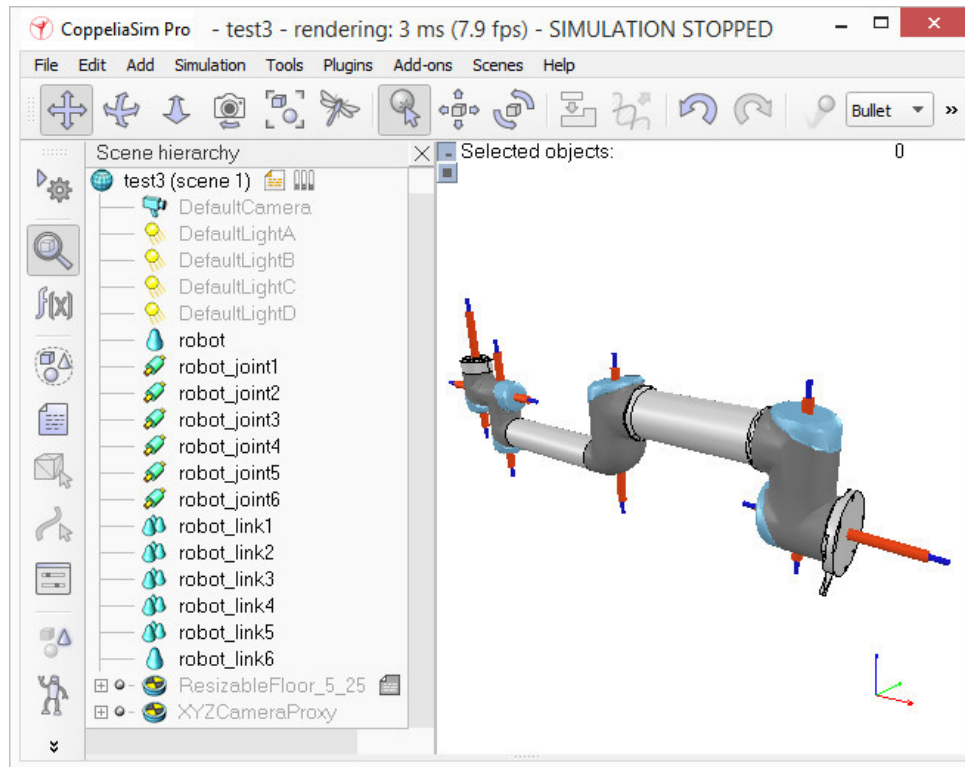 CoppeliaSim Pro - test3 - rendering: 3 ms (7.9 fps) - SIMULATION STOPPED
File Edit Add Simulation Tools Plugins Add-ons Scenes Help
Bullet »
Scene hierarchy
Selected objects: 0
test3 (scene 1)
DefaultCamera
DefaultLightA
DefaultLightB
DefaultLightC
DefaultLightD
f(x)
robot
robot_joint1
robot_joint2
robot_joint3
robot_joint4
robot_joint5
robot_joint6
robot_link1
robot_link2
robot_link3
robot_link4
robot_link5
robot_link6
ResizableFloor_5_25
XYZCameraProxy